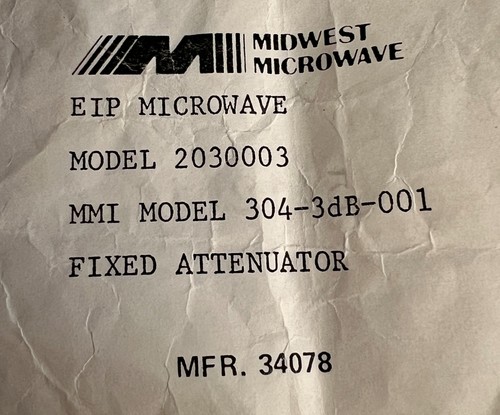 MIDWEST
MICROWAVE
EIP MICROWAVE
MODEL 2030003
MMI MODEL 304-3dB-001
FIXED ATTENUATOR
MFR. 34078